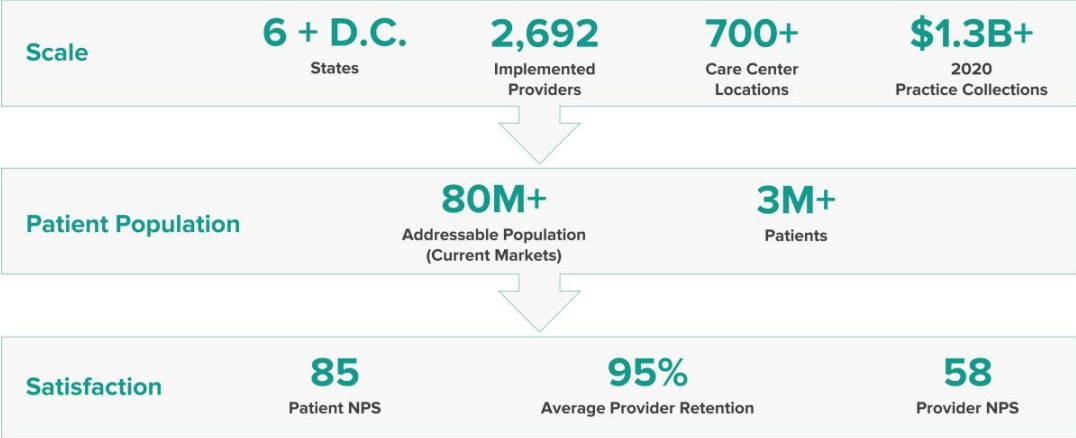 Scale
6 + D.C.
States
2,692
Implemented
Providers
700+
Care Center
Locations
$1.3B+
2020
Practice Collections
Patient Population
80M+
Addressable Population
(Current Markets)
3M+
Patients
Satisfaction
85
Patient NPS
95%
Average Provider Retention
58
Provider NPS